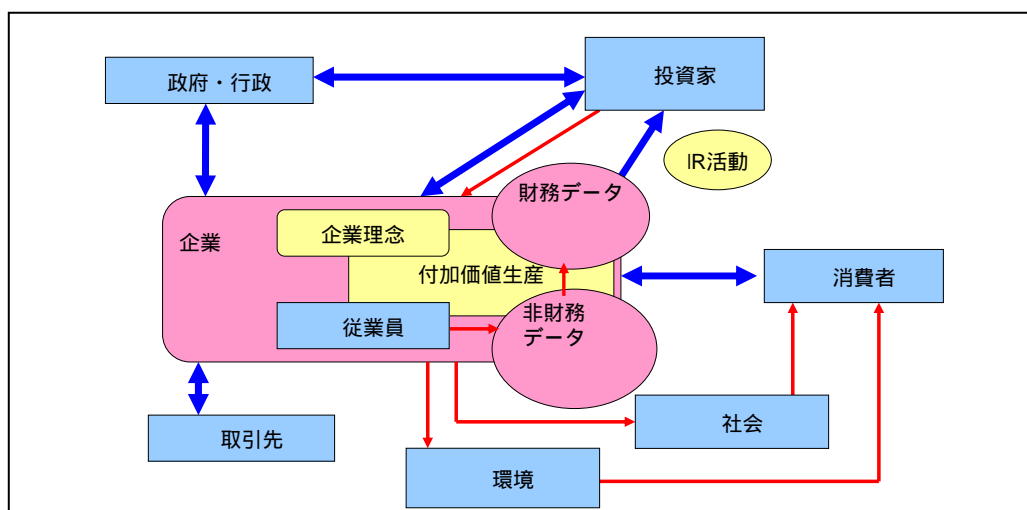 政府・行政
投資家
IR活動
財務データ
企業
企業理念
付加価値生産
消費者
従業員
非財務
データ
取引先
社会
環境